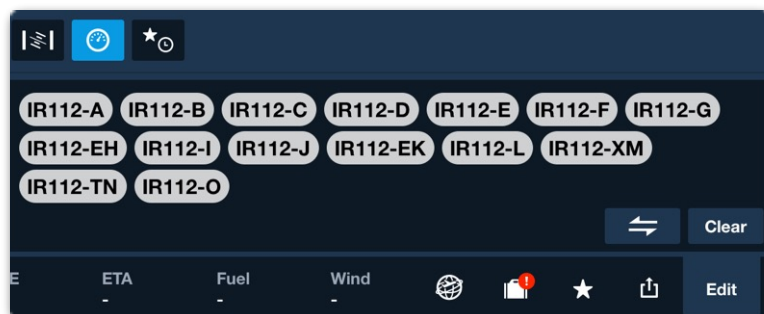 IR112-A IR112-B IR112-C IR112-D IR112-E IR112-F IR112-G
IR112-EH IR112-I IR112-J IR112-EK IR112-L IR112-XM
IR112-TN IR112-O
Clear
E ETA Fuel Wind
- - -
Edit